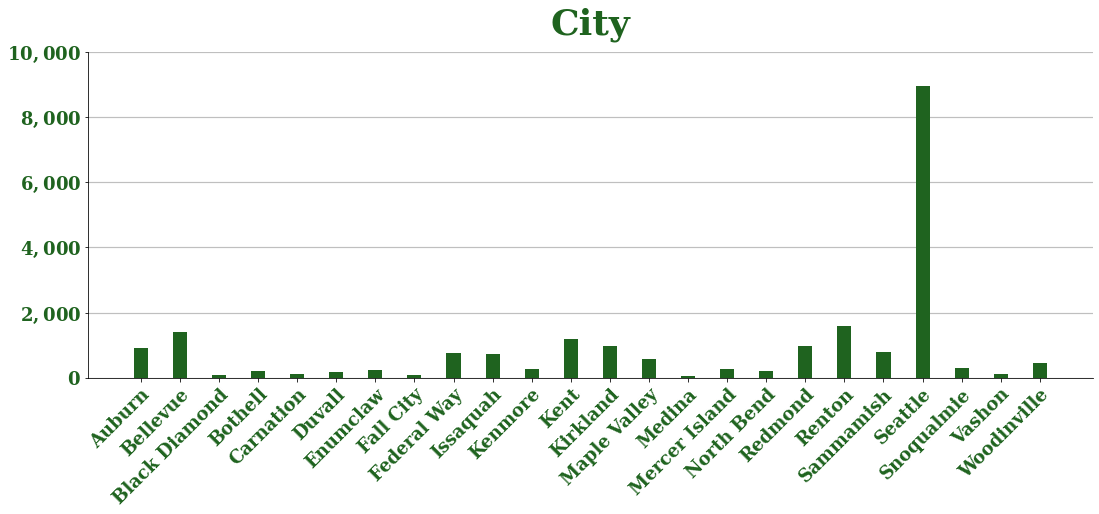 City
10, 000
8, 000
6, 000
4, 000
2, 000
0
Auburn
Bellevue
Black Diamond
Bothell
Carnation
Duvall
Enumclaw
Fall City
Federal Way
Issaquah
Kenmore
Kent
Kirkland
Maple Valley
Medina
Mercer Island
North Bend
Redmond
Renton
Sammamish
Seattle
Snoqualmie
Vashon
Woodinville